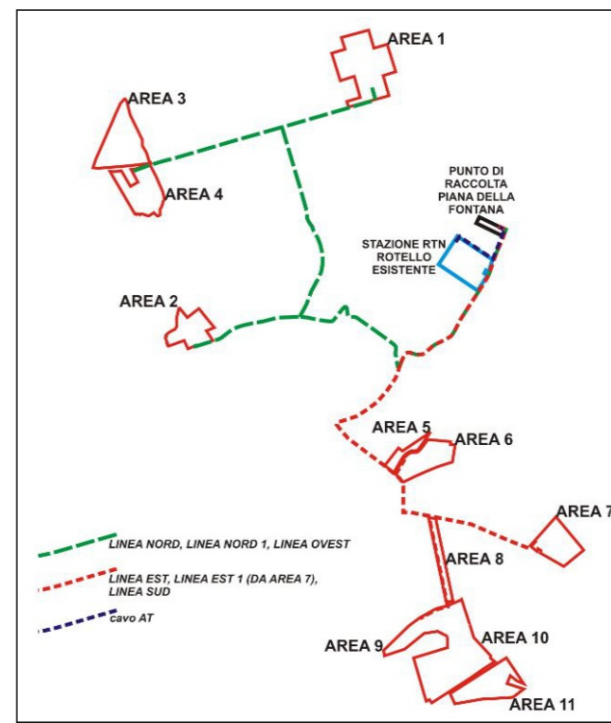 AREA 1
AREA 3
AREA 4
PUNTO DI
RACCOLTA
PIANA DELLA
FONTANA
STAZIONE RTN
ROTELLO
ESISTENTE
AREA 2
AREA 5
AREA 6
AREA 7
AREA 8
AREA 9
AREA 10
AREA 11
LINEA NORD, LINEA NORD 1, LINEA OVEST
LINEA EST, LINEA EST 1 (DA AREA 7),
LINEA SUD
cavo AT